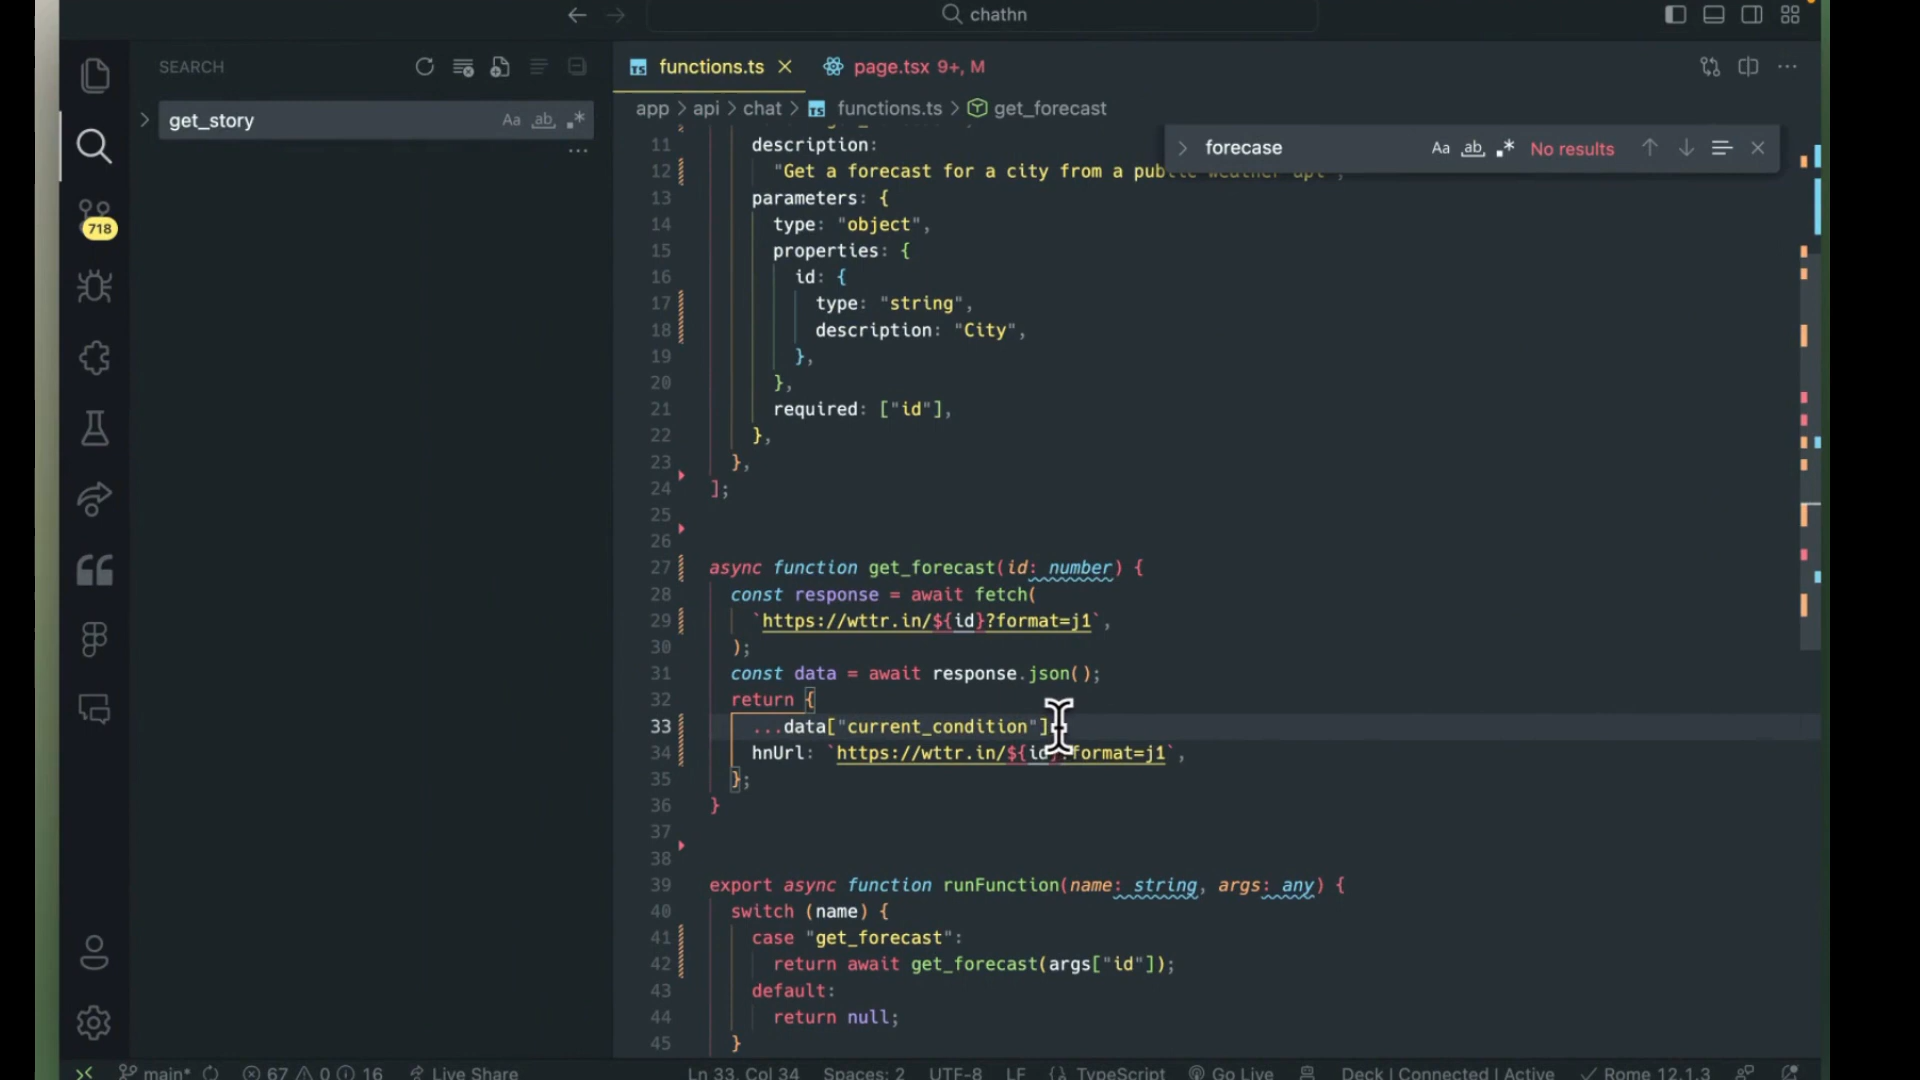 chathn
SEARCH
get_story
Aa ab
718
functions.ts
page.tsx 9+, M
app > api > chat > functions.ts > get_forecast
forecase
Aa ab No results
11 description:
12 "Get a forecast for a city from a public weather api",
13 parameters: {
14 type: "object",
15 properties: {
16 id: {
17 type: "string",
18 description: "City",
19 },
20 },
21 required: ["id"],
22 },
23 },
24 ];
25
26
27 async function get_forecast(id: number) {
28 const response = await fetch(
29 `https://wttr.in/${id}?format=j1`,
30 );
31 const data = await response.json();
32 return {
33 ...data["current_condition"]
34 hnUrl: `https://wttr.in/${id}?format=j1`,
35 };
36 }
37
38
39 export async function runFunction(name: string, args: any) {
40 switch (name) {
41 case "get_forecast":
42 return await get_forecast(args["id"]);
43 default:
44 return null;
45 }
main* 67 0 16 Live Share
Ln 33, Col 34 Spaces: 2 UTF-8 LF {} TypeScript Go Live Deck | Connected | Active Rome 12.1.3